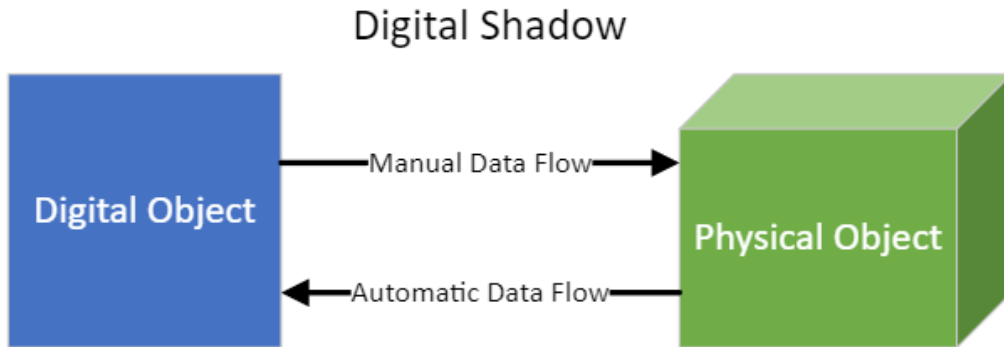 Digital Shadow
Manual Data Flow
Digital Object
Physical Object
Automatic Data Flow